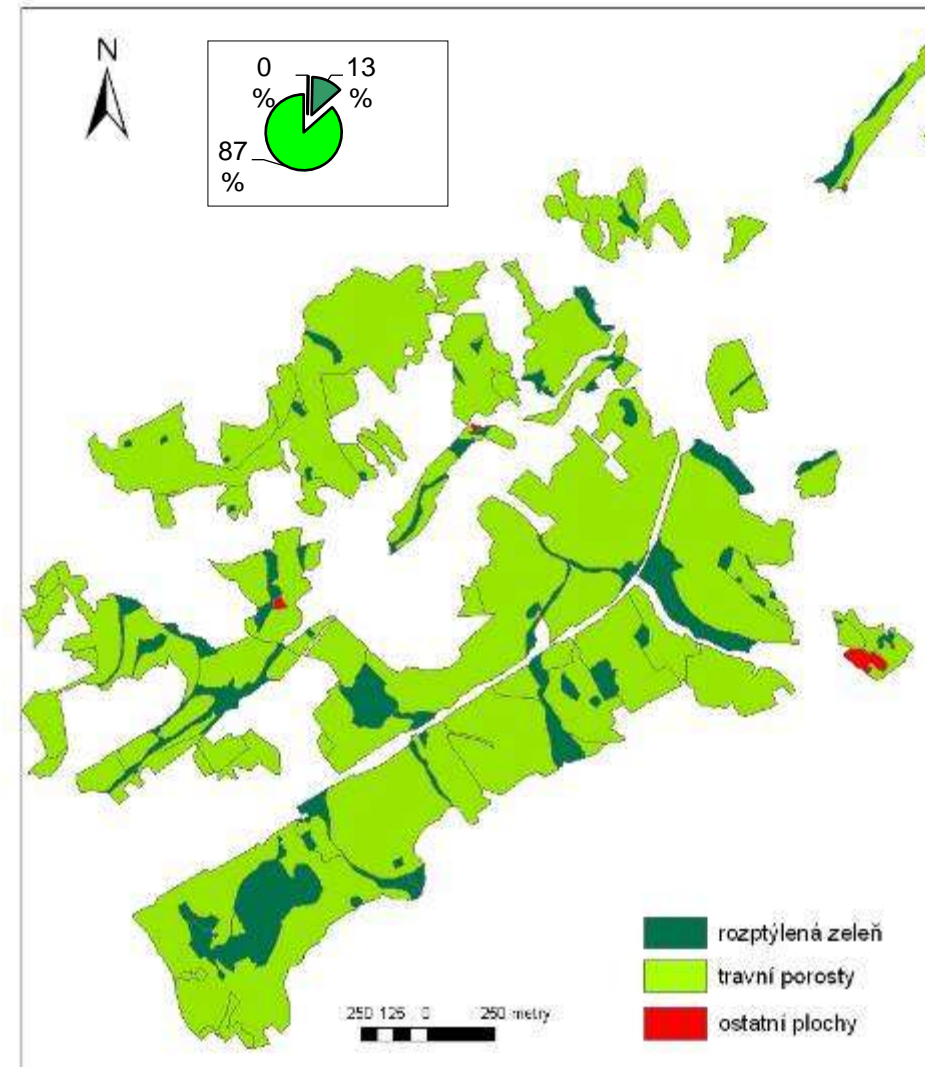 N
0 % 13 %
87 %
rozptýlená zeleň
travní porosty
ostatní plochy
250 125 0 250 metry